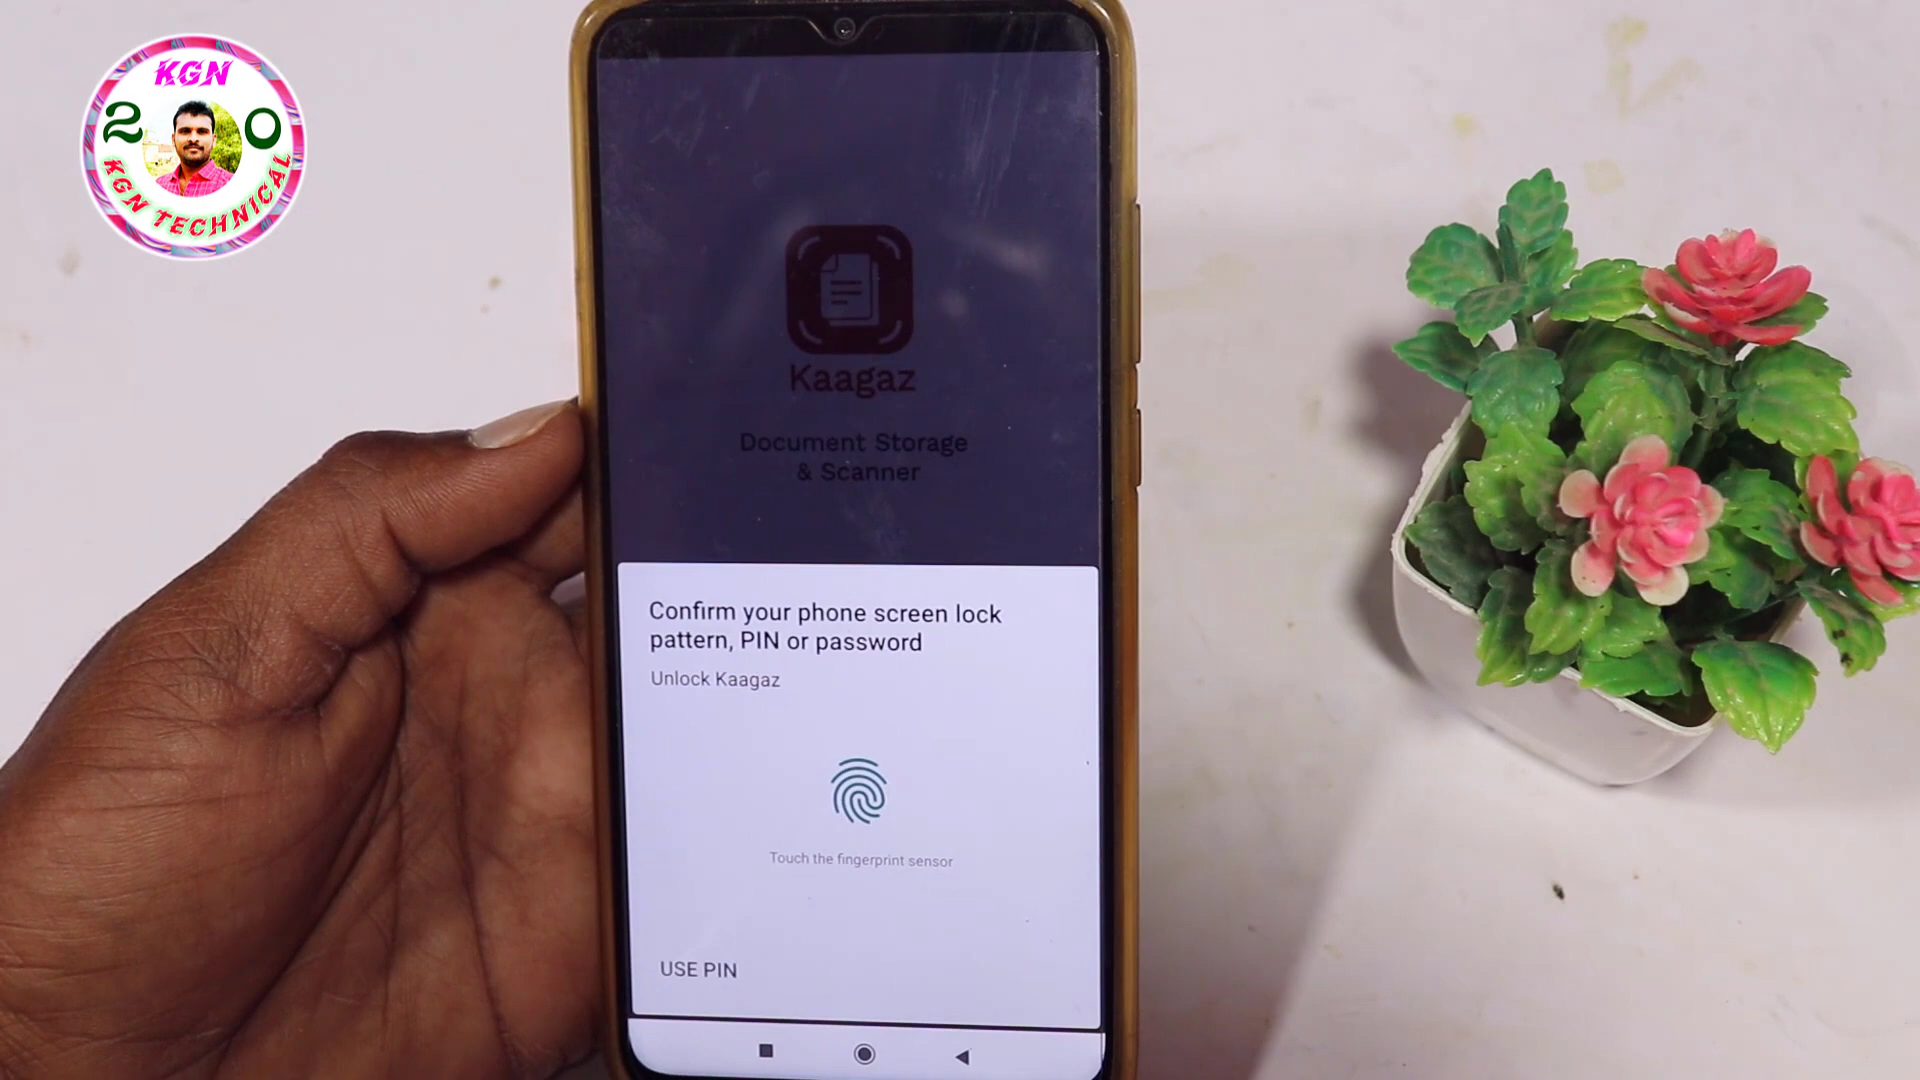 KGN
2 0
KGN TECHNICAL
Kaagaz
Document Storage
& Scanner
Confirm your phone screen lock
pattern, PIN or password
Unlock Kaagaz
Touch the fingerprint sensor
USE PIN